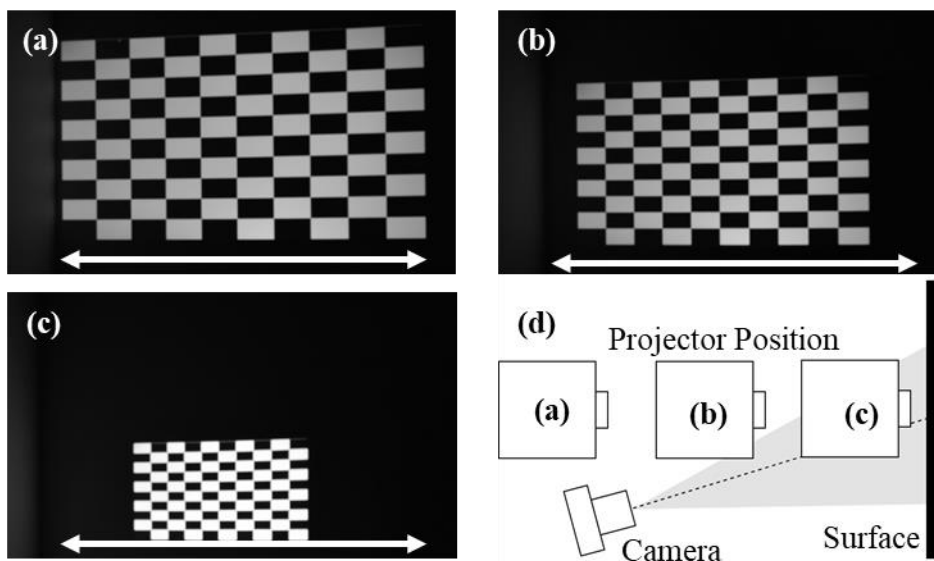 (a)
(b)
(c)
(d)
Projector Position
(a)
(b)
(c)
Camera
Surface